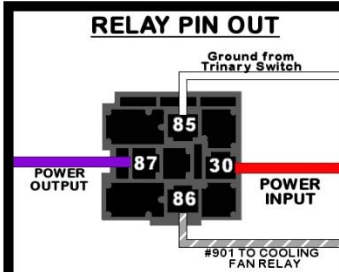 RELAY PIN OUT
Ground from
Trinary Switch
85
87
30
86
POWER
OUTPUT
POWER
INPUT
#901 TO COOLING
FAN RELAY